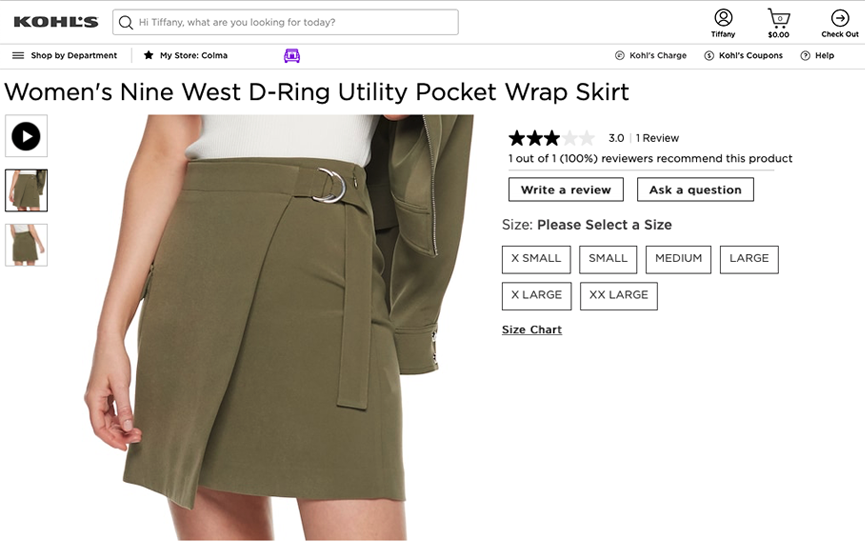 KOHL'S
Hi Tiffany, what are you looking for today?
Tiffany
0
$0.00
Check Out
Shop by Department
My Store: Colma
Kohl's Charge
Kohl's Coupons
Help
Women's Nine West D-Ring Utility Pocket Wrap Skirt
3.0 | 1 Review
1 out of 1 (100%) reviewers recommend this product
Write a review
Ask a question
Size: Please Select a Size
X SMALL
SMALL
MEDIUM
LARGE
X LARGE
XX LARGE
Size Chart